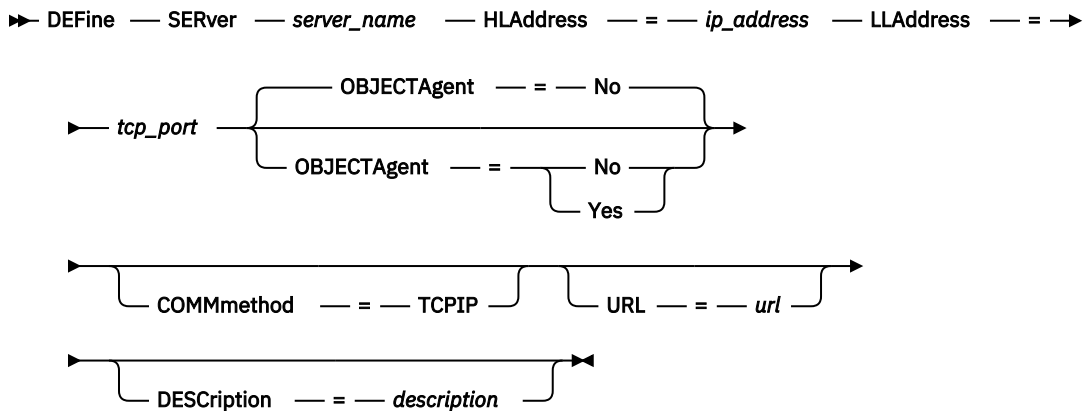 DEFine SERver server_name HLAddress = ip_address LLAddress =
OBJECTAgent = No
tcp_port
OBJECTAgent = No
Yes
COMMmethod = TCPIP URL = url
DESCription = description